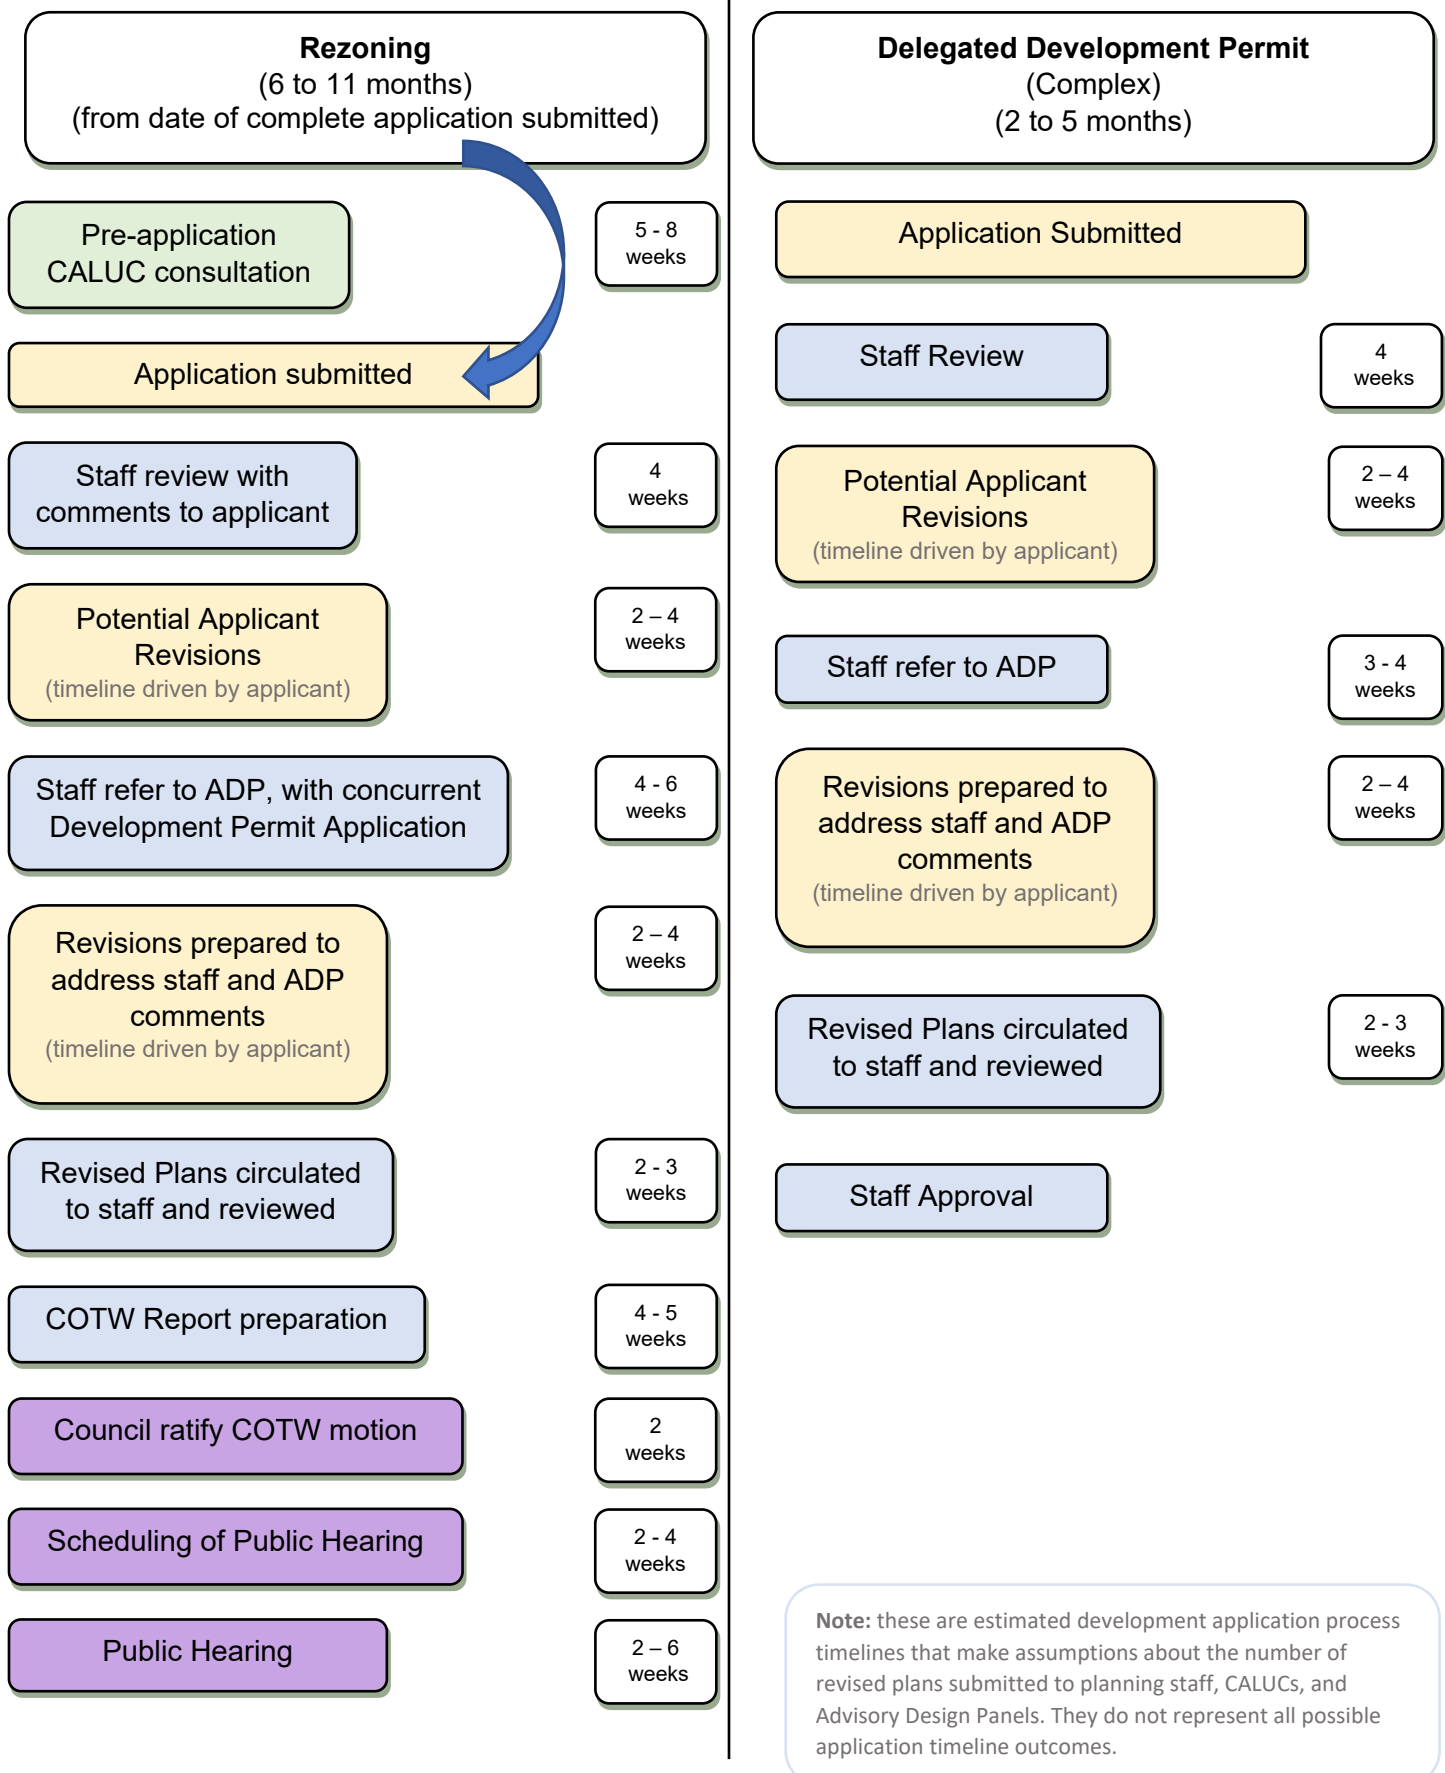 Rezoning
(6 to 11 months)
(from date of complete application submitted)
Pre-application
CALUC consultation
5 - 8
weeks
Application submitted
Staff review with
comments to applicant
4
weeks
Potential Applicant
Revisions
(timeline driven by applicant)
2 – 4
weeks
Staff refer to ADP, with concurrent
Development Permit Application
4 - 6
weeks
Revisions prepared to
address staff and ADP
comments
(timeline driven by applicant)
2 – 4
weeks
Revised Plans circulated
to staff and reviewed
2 - 3
weeks
COTW Report preparation
4 - 5
weeks
Council ratify COTW motion
2
weeks
Scheduling of Public Hearing
2 - 4
weeks
Public Hearing
2 – 6
weeks
Delegated Development Permit
(Complex)
(2 to 5 months)
Application Submitted
Staff Review
4
weeks
Potential Applicant
Revisions
(timeline driven by applicant)
2 – 4
weeks
Staff refer to ADP
3 - 4
weeks
Revisions prepared to
address staff and ADP
comments
(timeline driven by applicant)
2 – 4
weeks
Revised Plans circulated
to staff and reviewed
2 - 3
weeks
Staff Approval
Note: these are estimated development application process
timelines that make assumptions about the number of
revised plans submitted to planning staff, CALUCs, and
Advisory Design Panels. They do not represent all possible
application timeline outcomes.